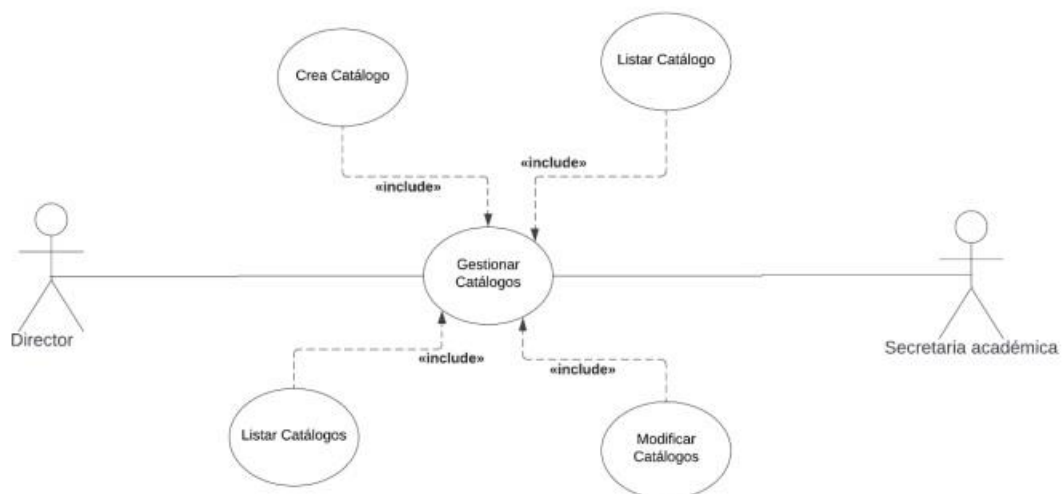 Crea Catálogo
Listar Catálogo
«include»
«include»
Gestionar
Catálogos
Director
Secretaria académica
«include»
«include»
Listar Catálogos
Modificar
Catálogos